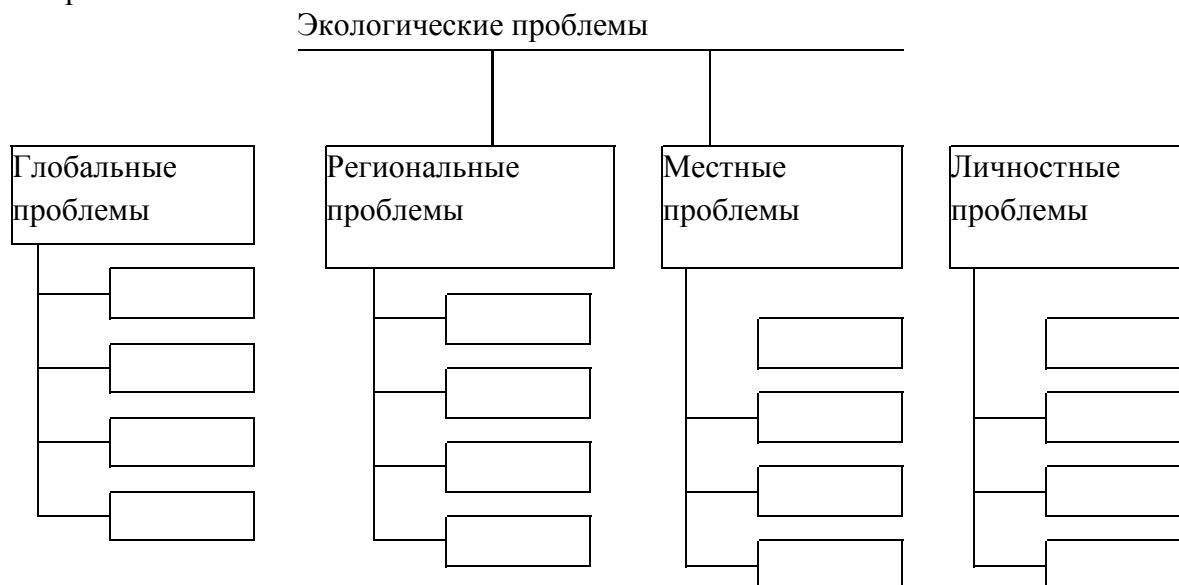 Экологические проблемы
Глобальные
проблемы
Региональные
проблемы
Местные
проблемы
Личностные
проблемы